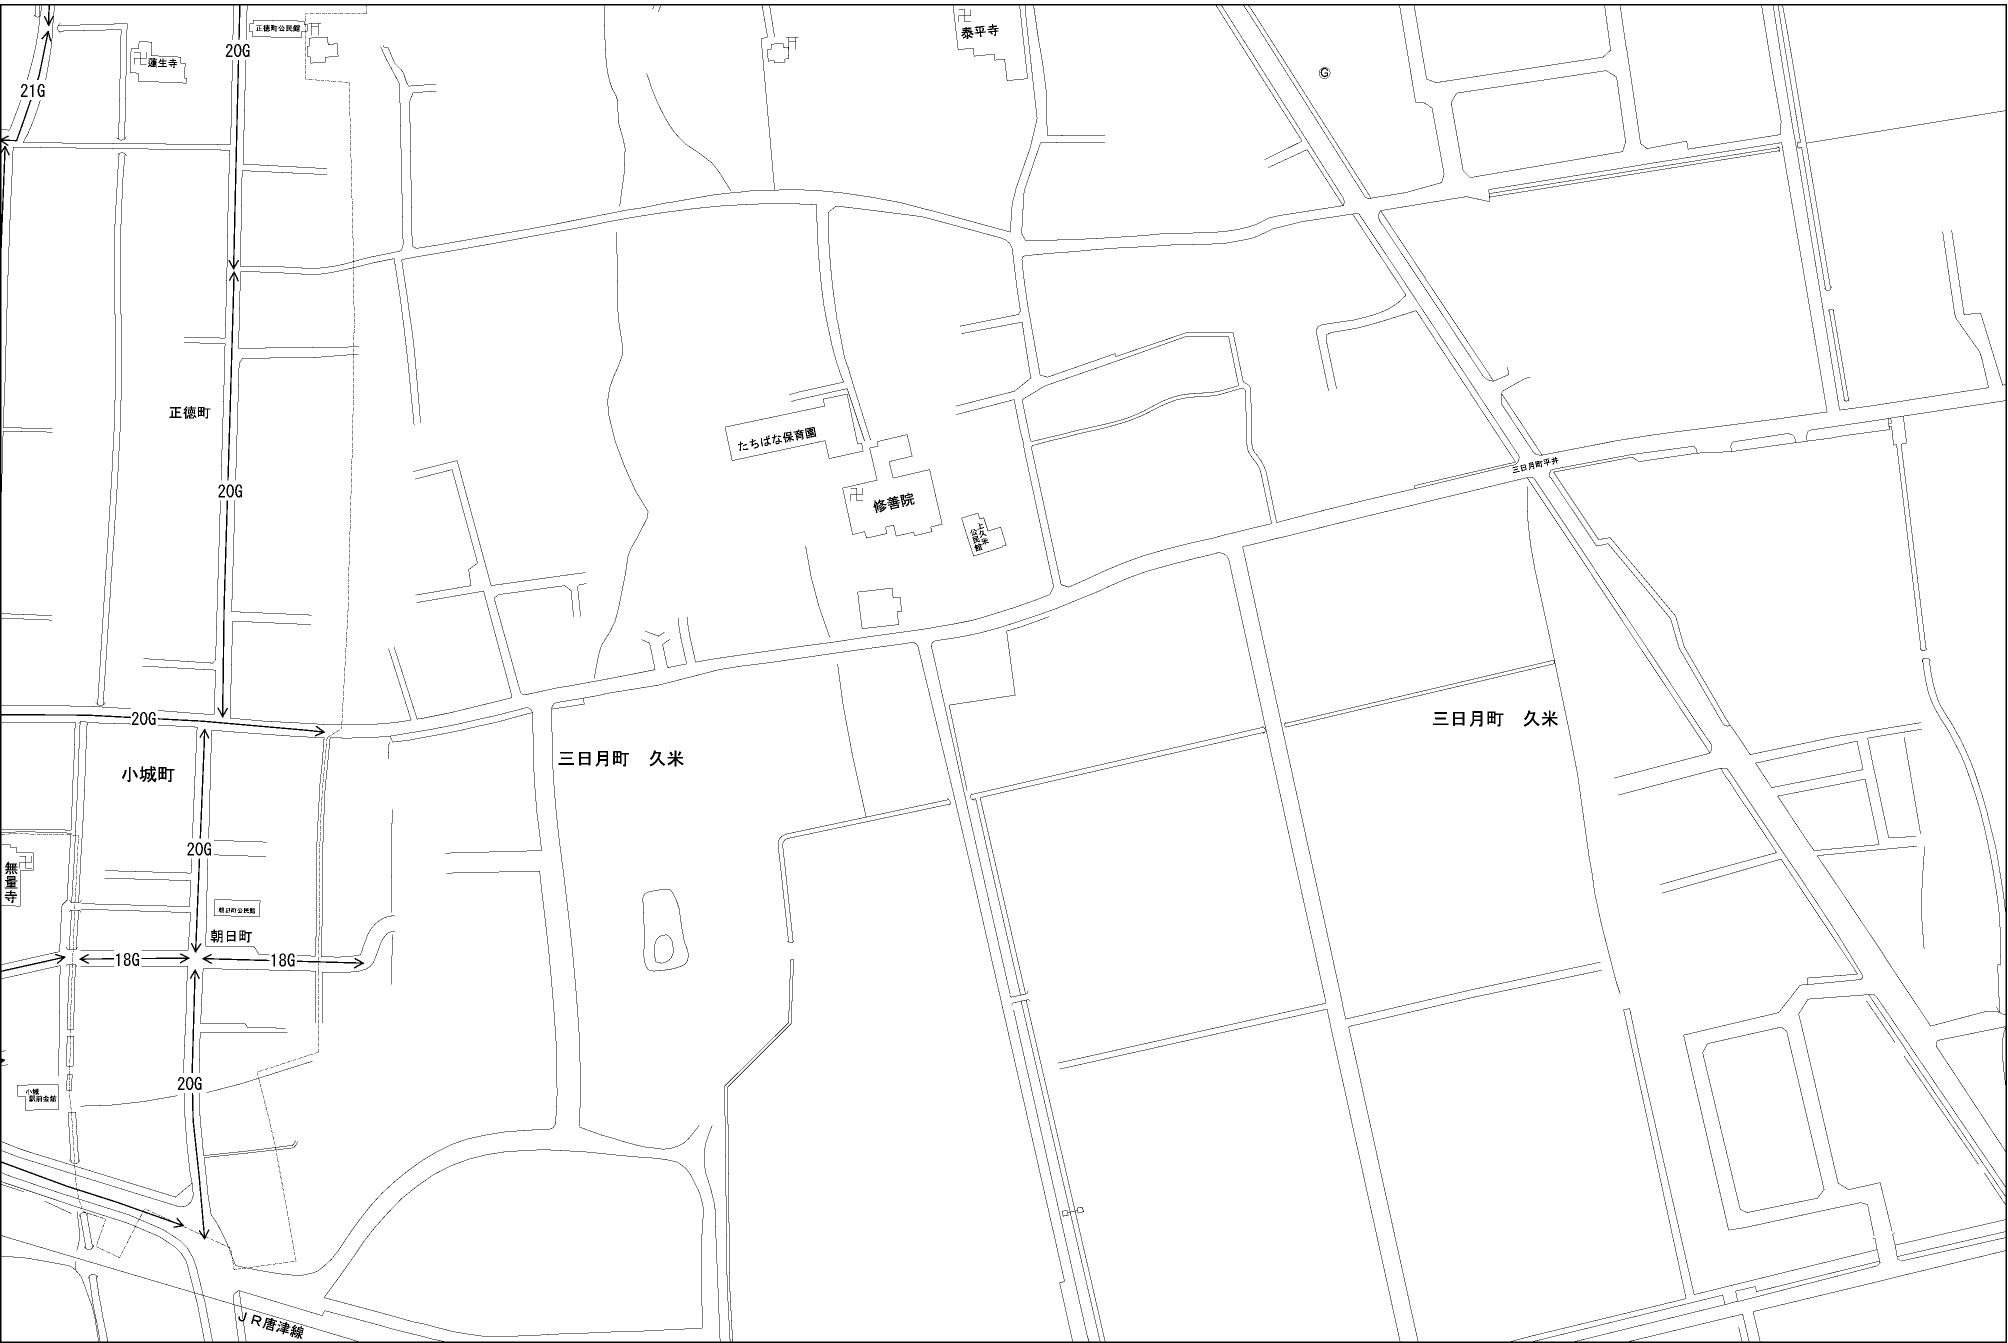 正徳町公民館
泰平寺
20G
蓮生寺
G
21G
正徳町
たちばな保育園
三日月町平井
20G
修善院
上久米
公民館
20G
三日月町 久米
三日月町 久米
小城町
20G
無量寺
朝日町公民館
朝日町
18G
18G
20G
小城
駅前会館
JR唐津線